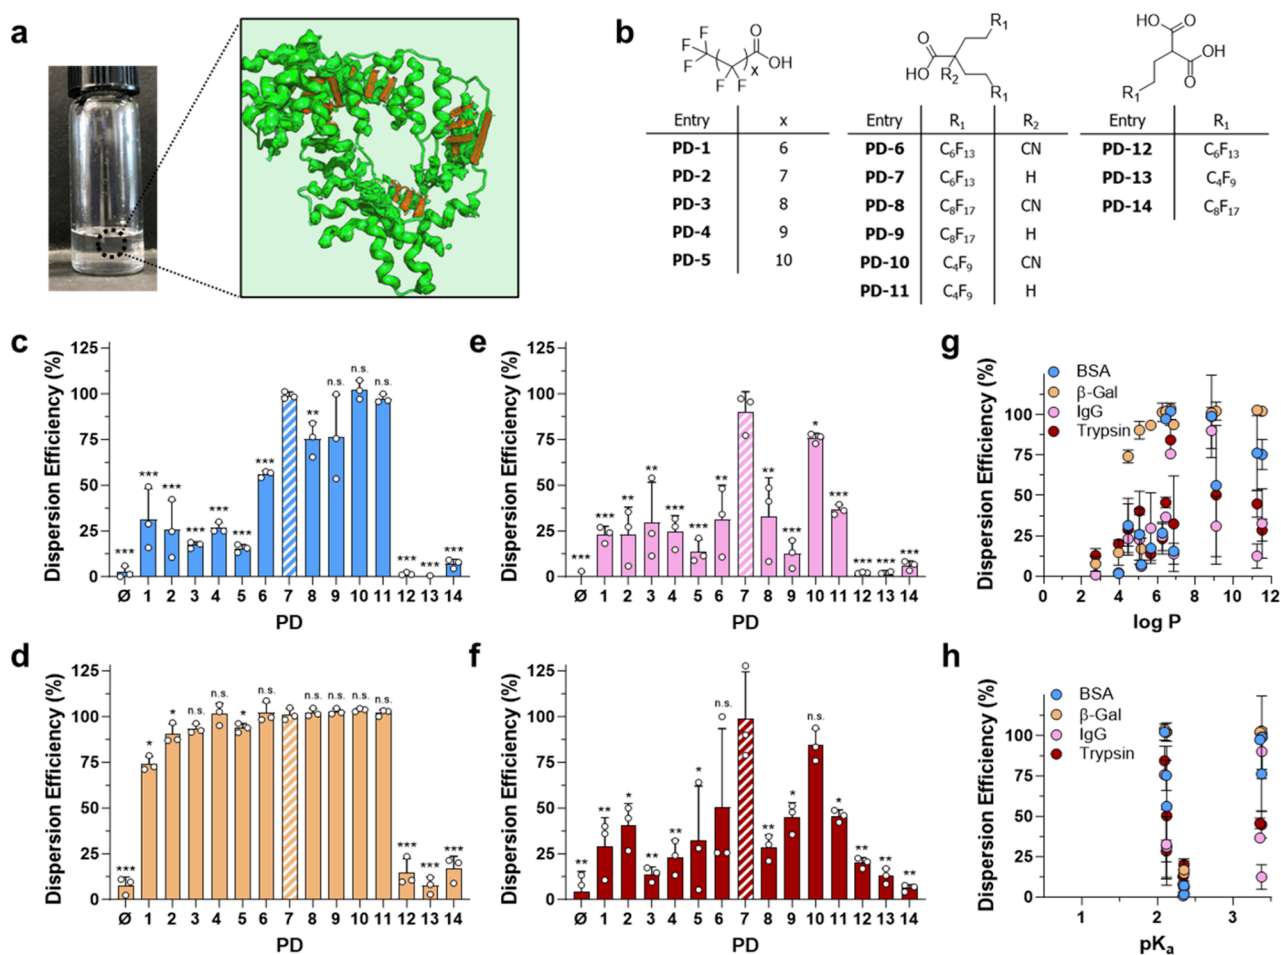 a
b
F
F
F
F
F
x
O
OH
O
HO
R2
R1
R1
HO
O
OH
O
R1
Entry x
PD-1 6
PD-2 7
PD-3 8
PD-4 9
PD-5 10
Entry R1 R2
PD-6 C6F13 CN
PD-7 C6F13 H
PD-8 C8F17 CN
PD-9 C8F17 H
PD-10 C4F9 CN
PD-11 C4F9 H
Entry R1
PD-12 C6F13
PD-13 C4F9
PD-14 C8F17
c
Dispersion Efficiency (%)
125
100
75
50
25
0
*** *** *** *** *** *** *** ** n.s. n.s. n.s. *** *** ***
Ø 1 2 3 4 5 6 7 8 9 10 11 12 13 14
PD
e
Dispersion Efficiency (%)
125
100
75
50
25
0
*** *** ** ** ** *** ** ** *** * *** *** *** ***
Ø 1 2 3 4 5 6 7 8 9 10 11 12 13 14
PD
g
Dispersion Efficiency (%)
BSA
β-Gal
IgG
Trypsin
100
75
50
25
0
0 2 4 6 8 10 12
log P
d
Dispersion Efficiency (%)
125
100
75
50
25
0
*** * * n.s. n.s. * n.s. n.s. n.s. n.s. n.s. *** *** ***
Ø 1 2 3 4 5 6 7 8 9 10 11 12 13 14
PD
f
Dispersion Efficiency (%)
125
100
75
50
25
0
** ** * ** ** * n.s. ** * n.s. * ** ** **
Ø 1 2 3 4 5 6 7 8 9 10 11 12 13 14
PD
h
Dispersion Efficiency (%)
BSA
β-Gal
IgG
Trypsin
100
75
50
25
0
1 2 3
pKa